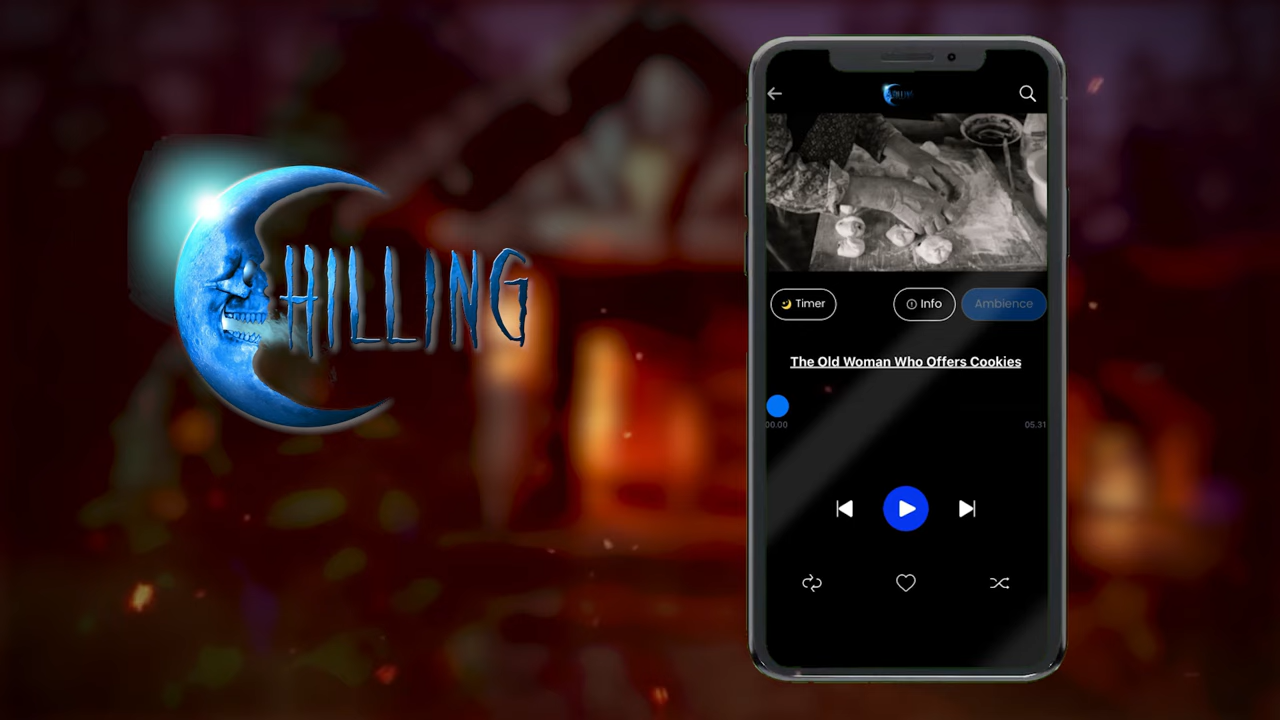 CHILLING
Timer
Info
Ambience
The Old Woman Who Offers Cookies
00.00
05.31